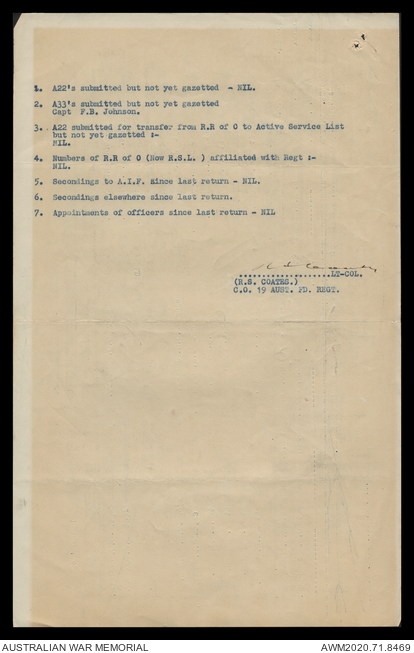 1. A22's submitted but not yet gazetted - NIL.
2. A33's submitted but not yet gazetted
Capt F.B. Johnson.
3. A22 submitted for transfer from R.R of O to Active Service List
but not yet gazetted :-
NIL.
4. Numbers of R.R of O (Now R.S.L. ) affiliated with Regt :-
NIL.
5. Secondings to A.I.F. since last return - NIL.
6. Secondings elsewhere since last return.
7. Appointments of officers since last return - NIL
....................LT-COL.
(R.S. COATES.)
C.O. 19 AUST. FD. REGT.
AUSTRALIAN WAR MEMORIAL
AWM2020.71.8469